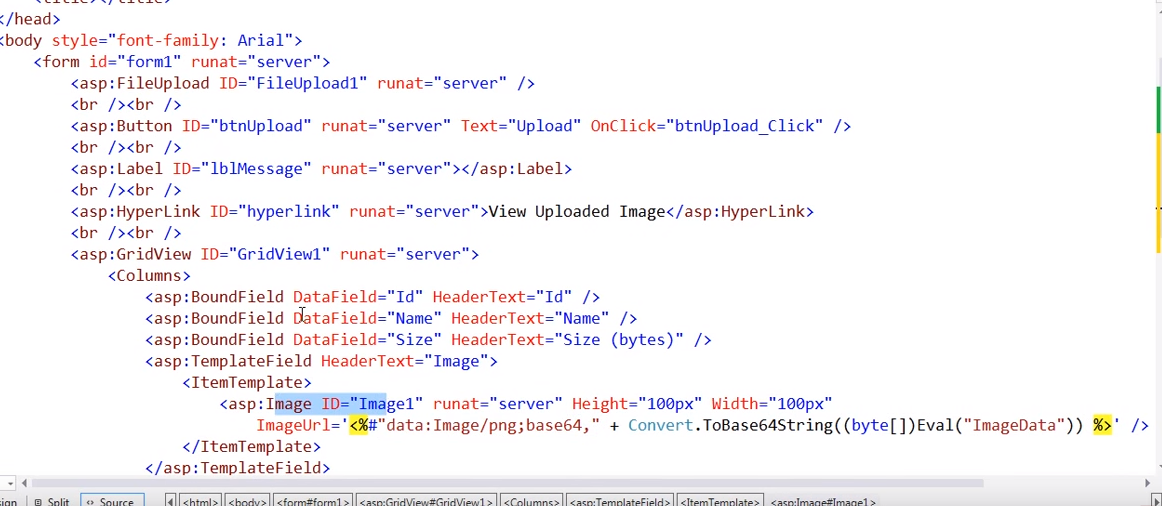 <title></title>
</head>
<body style="font-family: Arial">
<form id="form1" runat="server">
<asp:FileUpload ID="FileUpload1" runat="server" />
<br /><br />
<asp:Button ID="btnUpload" runat="server" Text="Upload" OnClick="btnUpload_Click" />
<br /><br />
<asp:Label ID="lblMessage" runat="server"></asp:Label>
<br /><br />
<asp:HyperLink ID="hyperlink" runat="server">View Uploaded Image</asp:HyperLink>
<br /><br />
<asp:GridView ID="GridView1" runat="server">
<Columns>
<asp:BoundField DataField="Id" HeaderText="Id" />
<asp:BoundField DataField="Name" HeaderText="Name" />
<asp:BoundField DataField="Size" HeaderText="Size (bytes)" />
<asp:TemplateField HeaderText="Image">
<ItemTemplate>
<asp:Image ID="Image1" runat="server" Height="100px" Width="100px"
ImageUrl='<%#"data:Image/png;base64," + Convert.ToBase64String((byte[])Eval("ImageData")) %>' />
</ItemTemplate>
</asp:TemplateField>
Split Source <html> <body> <form#form1> <asp:GridView#GridView1> <Columns> <asp:TemplateField> <ItemTemplate> <asp:Image#Image1>